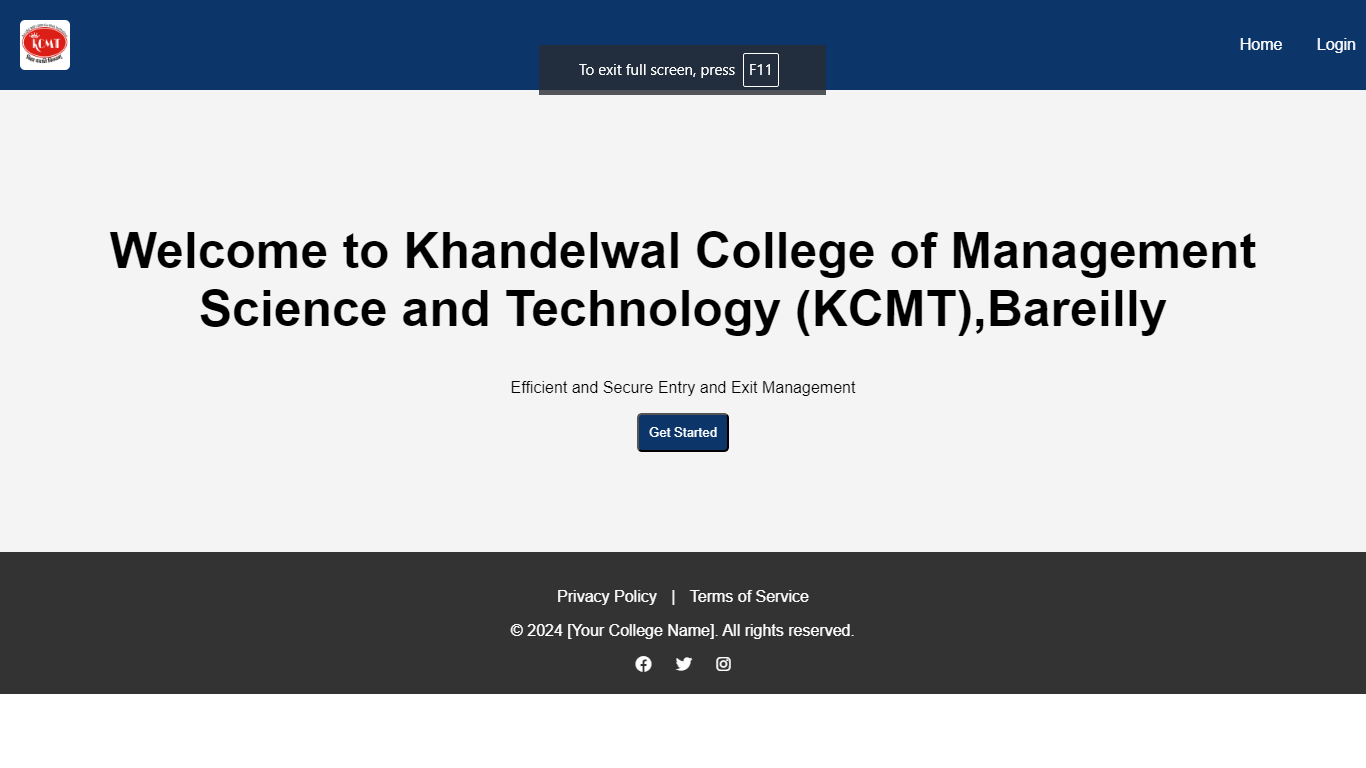 KCMT
Home
Login
To exit full screen, press F11
Welcome to Khandelwal College of Management
Science and Technology (KCMT),Bareilly
Efficient and Secure Entry and Exit Management
Get Started
Privacy Policy | Terms of Service
© 2024 [Your College Name]. All rights reserved.